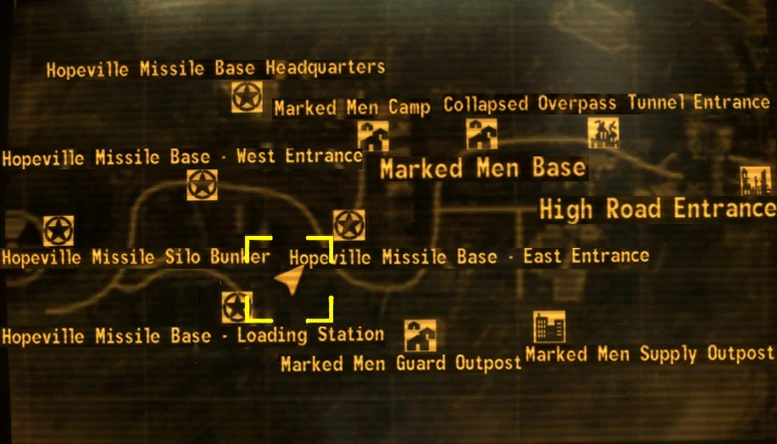 Hopeville Missile Base Headquarters
Marked Men Camp
Collapsed Overpass Tunnel Entrance
Hopeville Missile Base - West Entrance
Marked Men Base
High Road Entrance
Hopeville Missile Silo Bunker
Hopeville Missile Base - East Entrance
Hopeville Missile Base - Loading Station
Marked Men Guard Outpost
Marked Men Supply Outpost